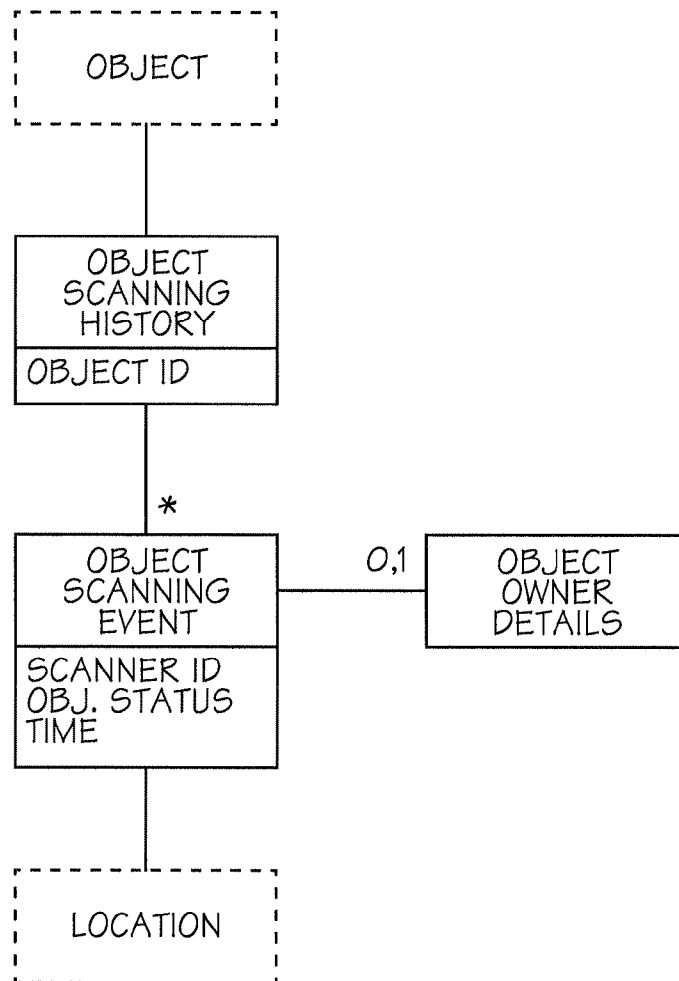 OBJECT
OBJECT
SCANNING
HISTORY
OBJECT ID
*
OBJECT
SCANNING
EVENT
0,1
OBJECT
OWNER
DETAILS
SCANNER ID
OBJ. STATUS
TIME
LOCATION